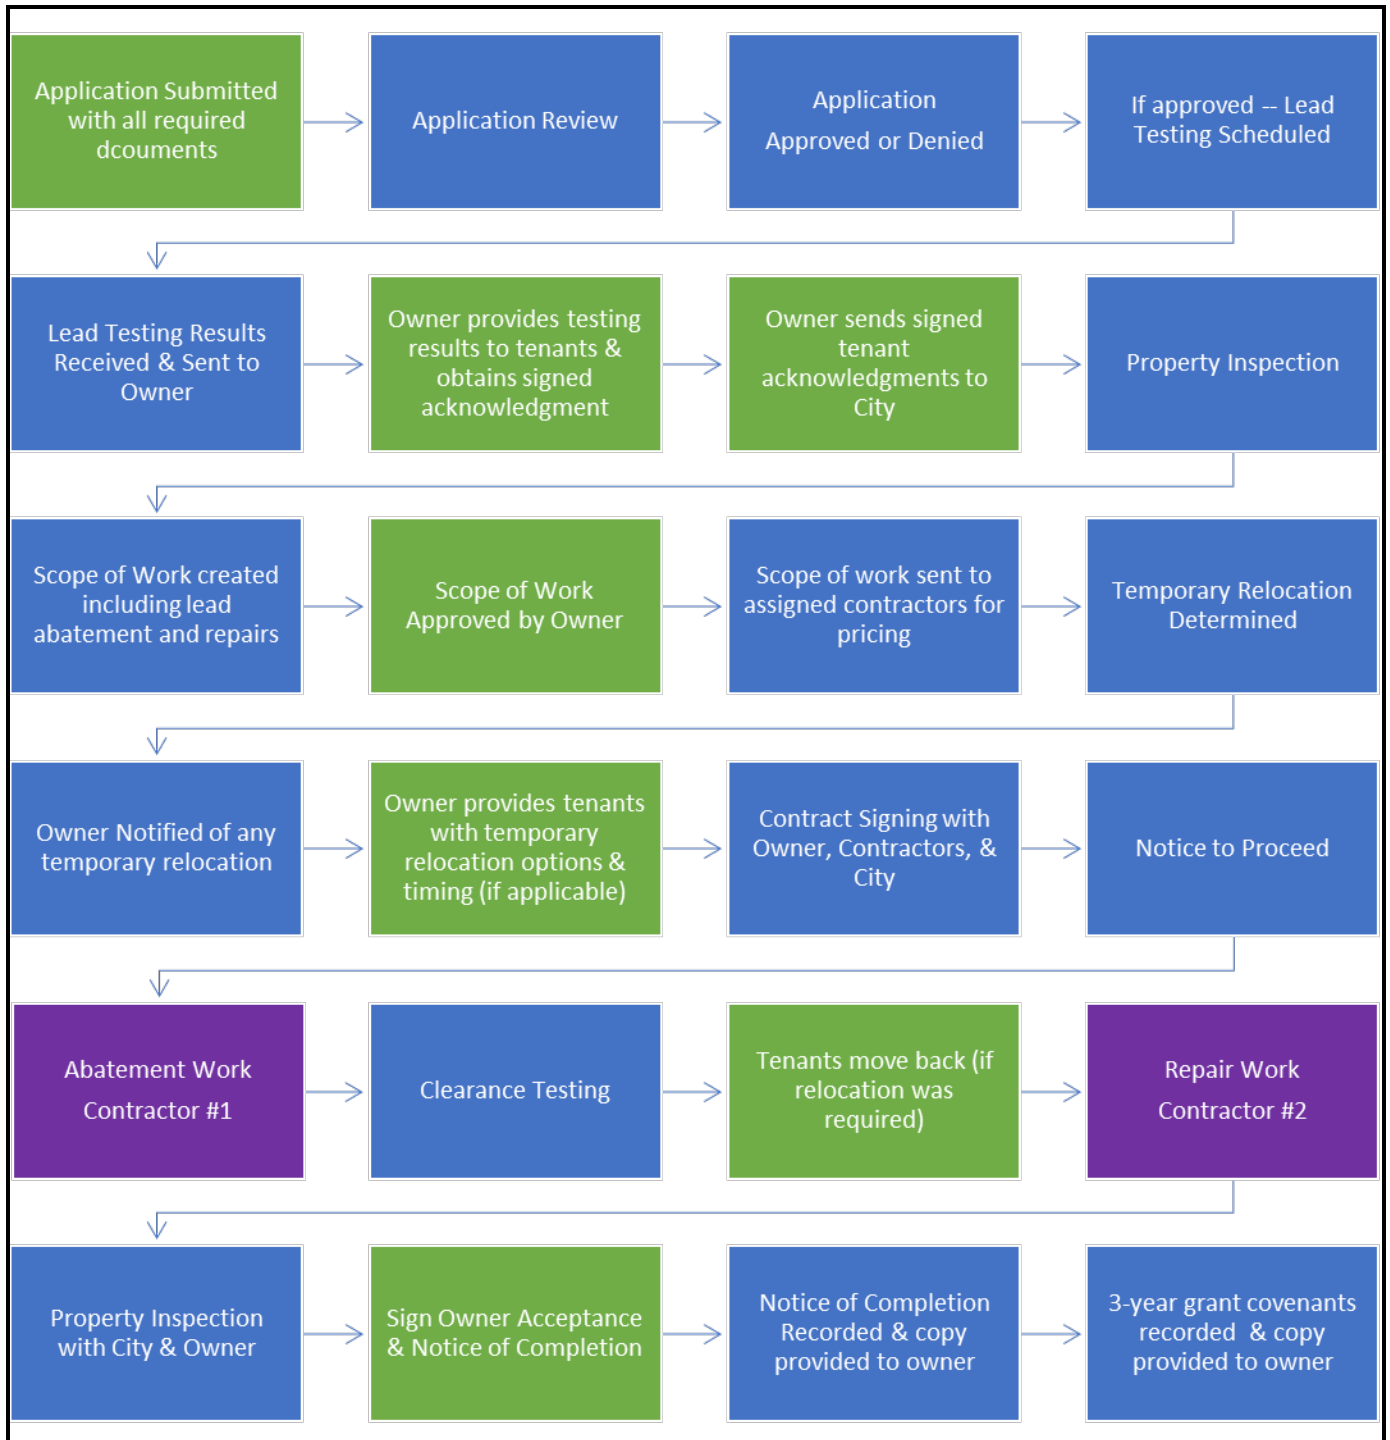 Application Submitted
with all required
dcouments
Application Review
Application
Approved or Denied
If approved -- Lead
Testing Scheduled
Lead Testing Results
Received & Sent to
Owner
Owner provides testing
results to tenants &
obtains signed
acknowledgment
Owner sends signed
tenant
acknowledgments to
City
Property Inspection
Scope of Work created
including lead
abatement and repairs
Scope of Work
Approved by Owner
Scope of work sent to
assigned contractors for
pricing
Temporary Relocation
Determined
Owner Notified of any
temporary relocation
Owner provides tenants
with temporary
relocation options &
timing (if applicable)
Contract Signing with
Owner, Contractors, &
City
Notice to Proceed
Abatement Work
Contractor #1
Clearance Testing
Tenants move back (if
relocation was
required)
Repair Work
Contractor #2
Property Inspection
with City & Owner
Sign Owner Acceptance
& Notice of Completion
Notice of Completion
Recorded & copy
provided to owner
3-year grant covenants
recorded & copy
provided to owner